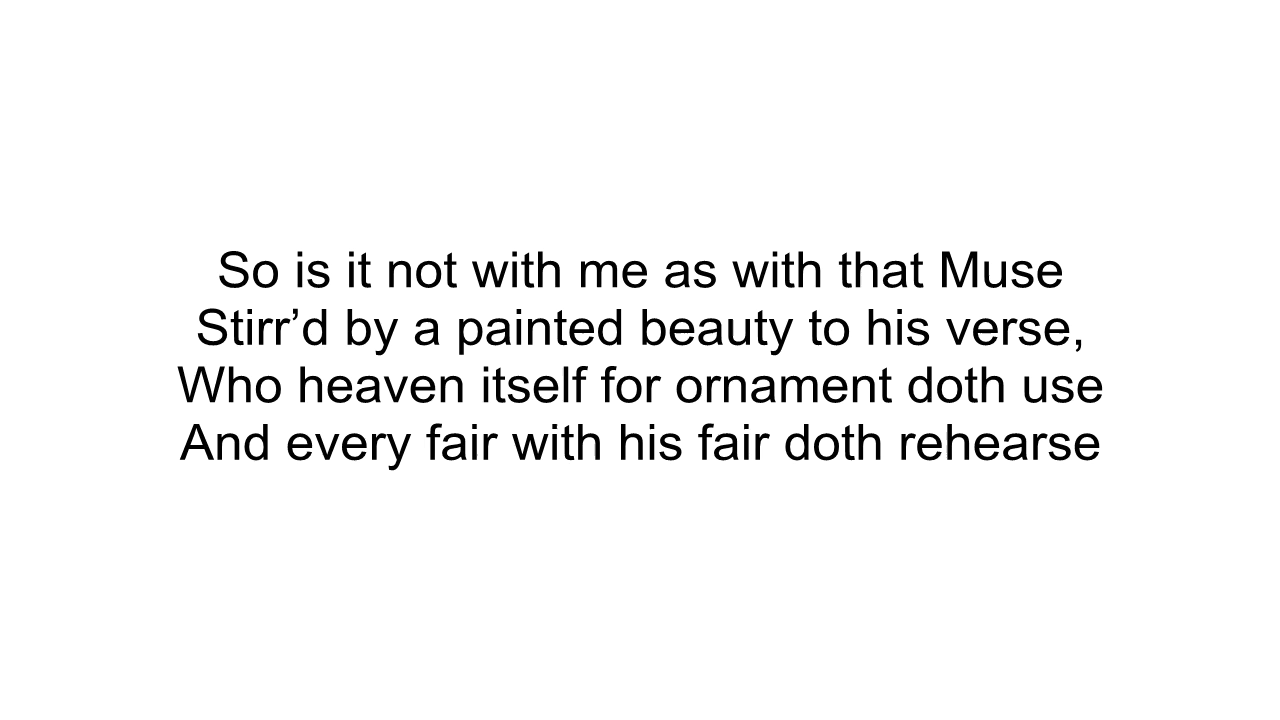 So is it not with me as with that Muse
Stirr’d by a painted beauty to his verse,
Who heaven itself for ornament doth use
And every fair with his fair doth rehearse